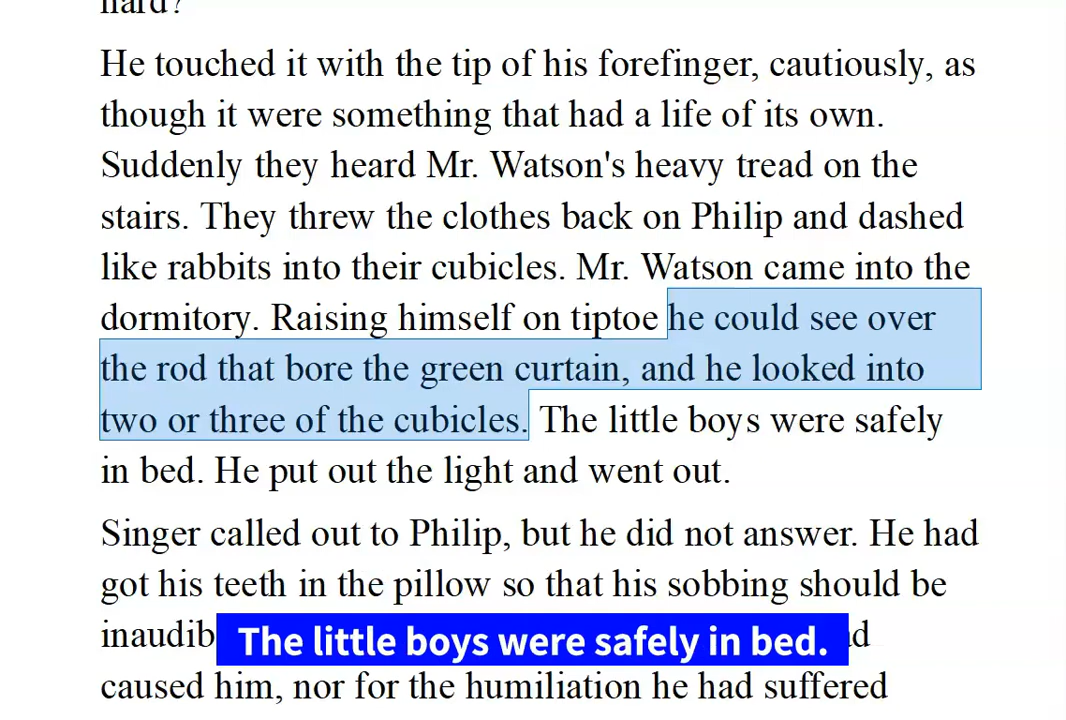 hard?
He touched it with the tip of his forefinger, cautiously, as
though it were something that had a life of its own.
Suddenly they heard Mr. Watson's heavy tread on the
stairs. They threw the clothes back on Philip and dashed
like rabbits into their cubicles. Mr. Watson came into the
dormitory. Raising himself on tiptoe he could see over
the rod that bore the green curtain, and he looked into
two or three of the cubicles. The little boys were safely
in bed. He put out the light and went out.
Singer called out to Philip, but he did not answer. He had
got his teeth in the pillow so that his sobbing should be
The little boys were safely in bed.
caused him, nor for the humiliation he had suffered